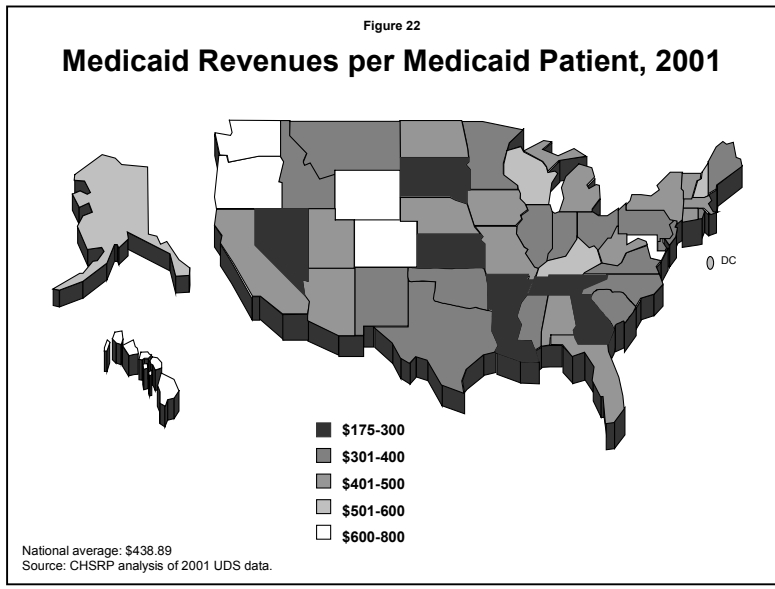 Figure 22
Medicaid Revenues per Medicaid Patient, 2001
DC
$175-300
$301-400
$401-500
$501-600
$600-800
National average: $438.89
Source: CHSRP analysis of 2001 UDS data.